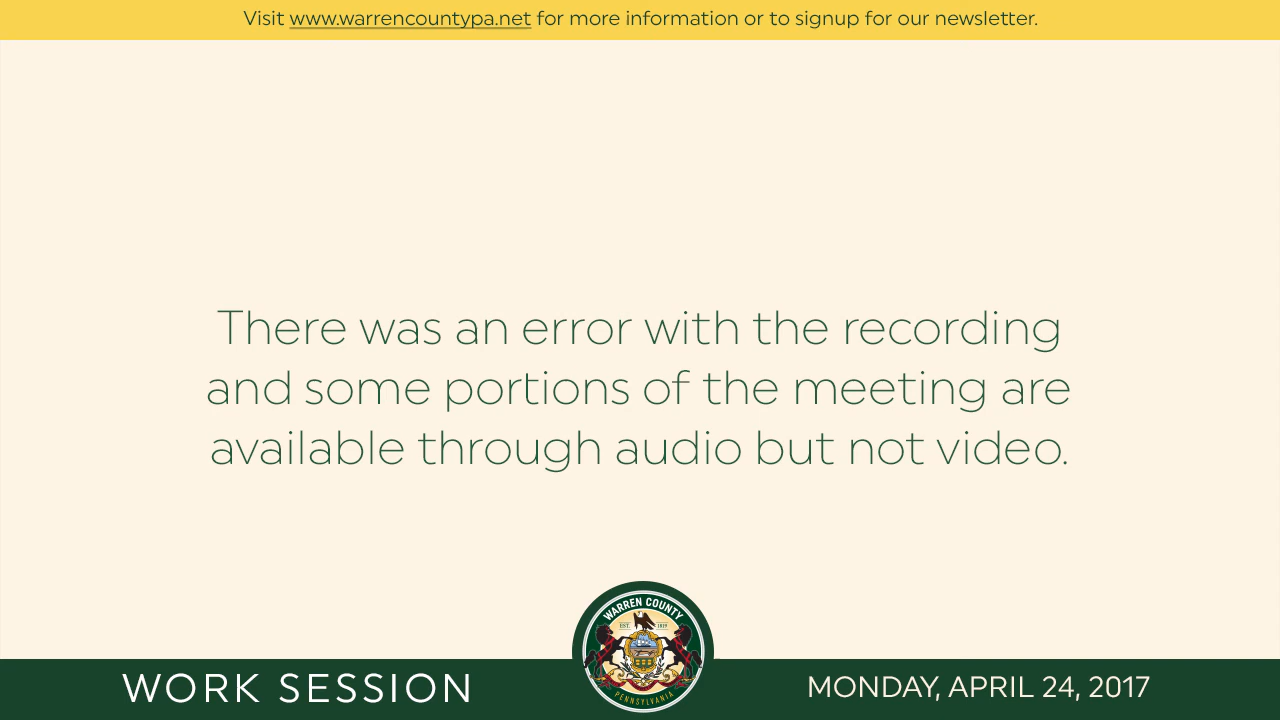 Visit www.warrencountypa.net for more information or to signup for our newsletter.
There was an error with the recording
and some portions of the meeting are
available through audio but not video.
WARREN COUNTY
EST. 1819
PENNSYLVANIA
WORK SESSION
MONDAY, APRIL 24, 2017